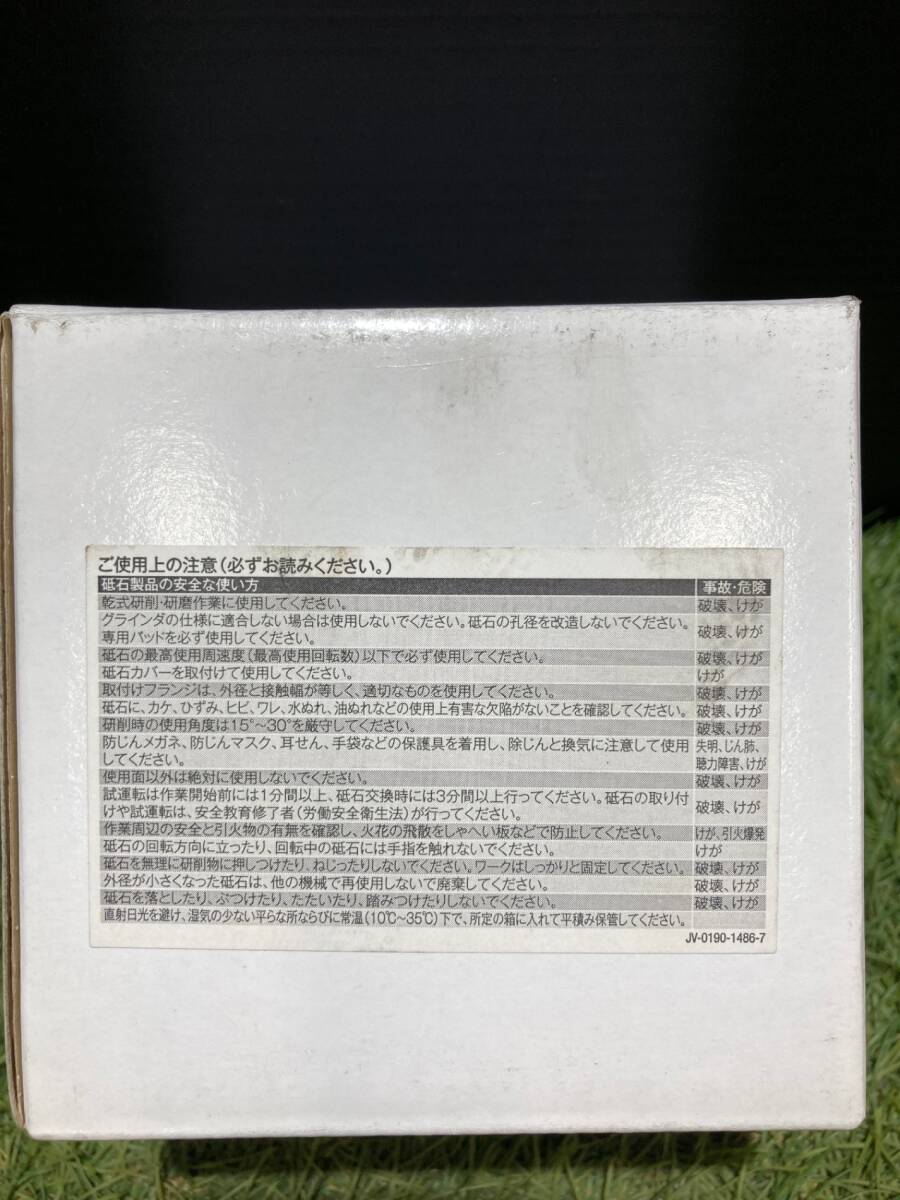 ご使用上の注意(必ずお読みください。)
砥石製品の安全な使い方 事故・危険
乾式研削・研磨作業に使用してください。 破壊、けが
グラインダの仕様に適合しない場合は使用しないでください。砥石の孔径を改造しないでください。
専用パッドを必ず使用してください。 破壊、けが
砥石の最高使用周速度(最高使用回転数)以下で必ず使用してください。 破壊、けが
砥石カバーを取付けて使用してください。 けが
取付けフランジは、外径と接触幅が等しく、適切なものを使用してください。 破壊、けが
砥石に、カケ、ひずみ、ヒビ、ワレ、水ぬれ、油ぬれなどの使用上有害な欠陥がないことを確認してください。 破壊、けが
研削時の使用角度は15°~30°を厳守してください。 破壊、けが
防じんメガネ、防じんマスク、耳せん、手袋などの保護具を着用し、除じんと換気に注意して使用 失明、じん肺、
してください。 聴力障害、けが
使用面以外は絶対に使用しないでください。 破壊、けが
試運転は作業開始前には1分間以上、砥石交換時には3分間以上行ってください。砥石の取り付
けや試運転は、安全教育修了者(労働安全衛生法)が行ってください。 破壊、けが
作業周辺の安全と引火物の有無を確認し、火花の飛散をしゃへい板などで防止してください。 けが、引火爆発
砥石の回転方向に立ったり、回転中の砥石には手指を触れないでください。 けが
砥石を無理に研削物に押しつけたり、ねじったりしないでください。ワークはしっかりと固定してください。 破壊、けが
外径が小さくなった砥石は、他の機械で再使用しないで廃棄してください。 破壊、けが
砥石を落としたり、ぶつけたり、たたいたり、踏みつけたりしないでください。 破壊、けが
直射日光を避け、湿気の少ない平らな所ならびに常温(10℃~35℃)下で、所定の箱に入れて平積み保管してください。
JV-0190-1486-7